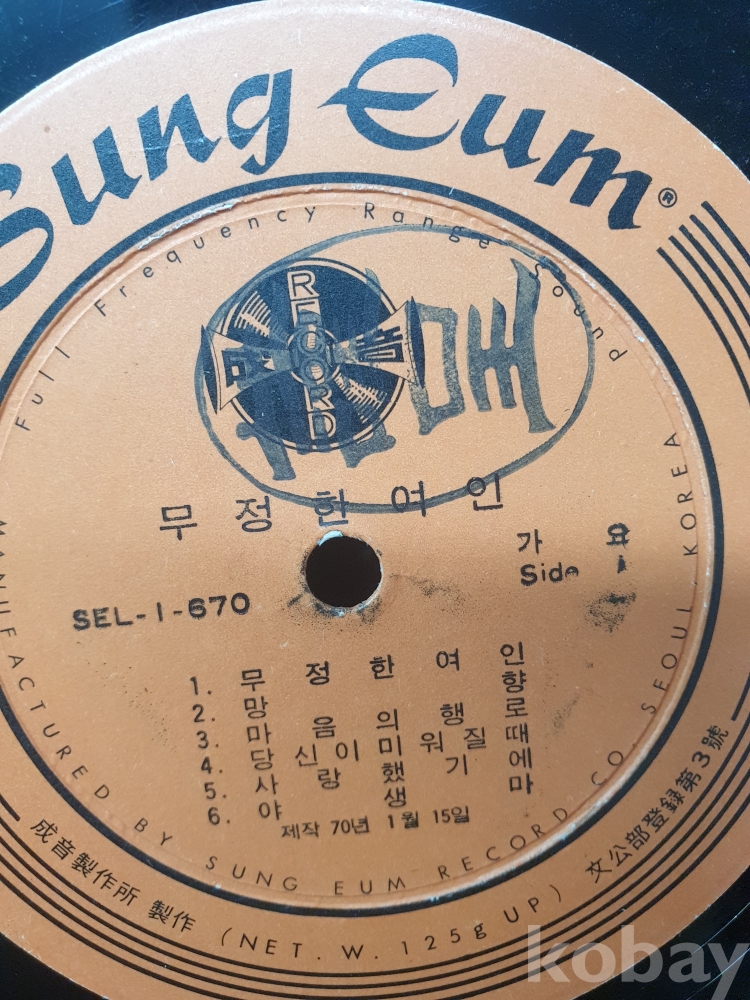 Sung Eum®
Full Frequency Range Sound
RECORD
成音
무정한여인
가요
Side 1
SEL-1-670
1. 무정한여인
2. 망향
3. 마음의행로
4. 당신이미워질때
5. 사랑했기에
6. 야생마
제작 70년 1월 15일
MANUFACTURED BY SUNG EUM RECORD CO. SEOUL. KOREA
成音製作所 製作 (NET. W. 125g UP) 文公部登録第3號
kobay